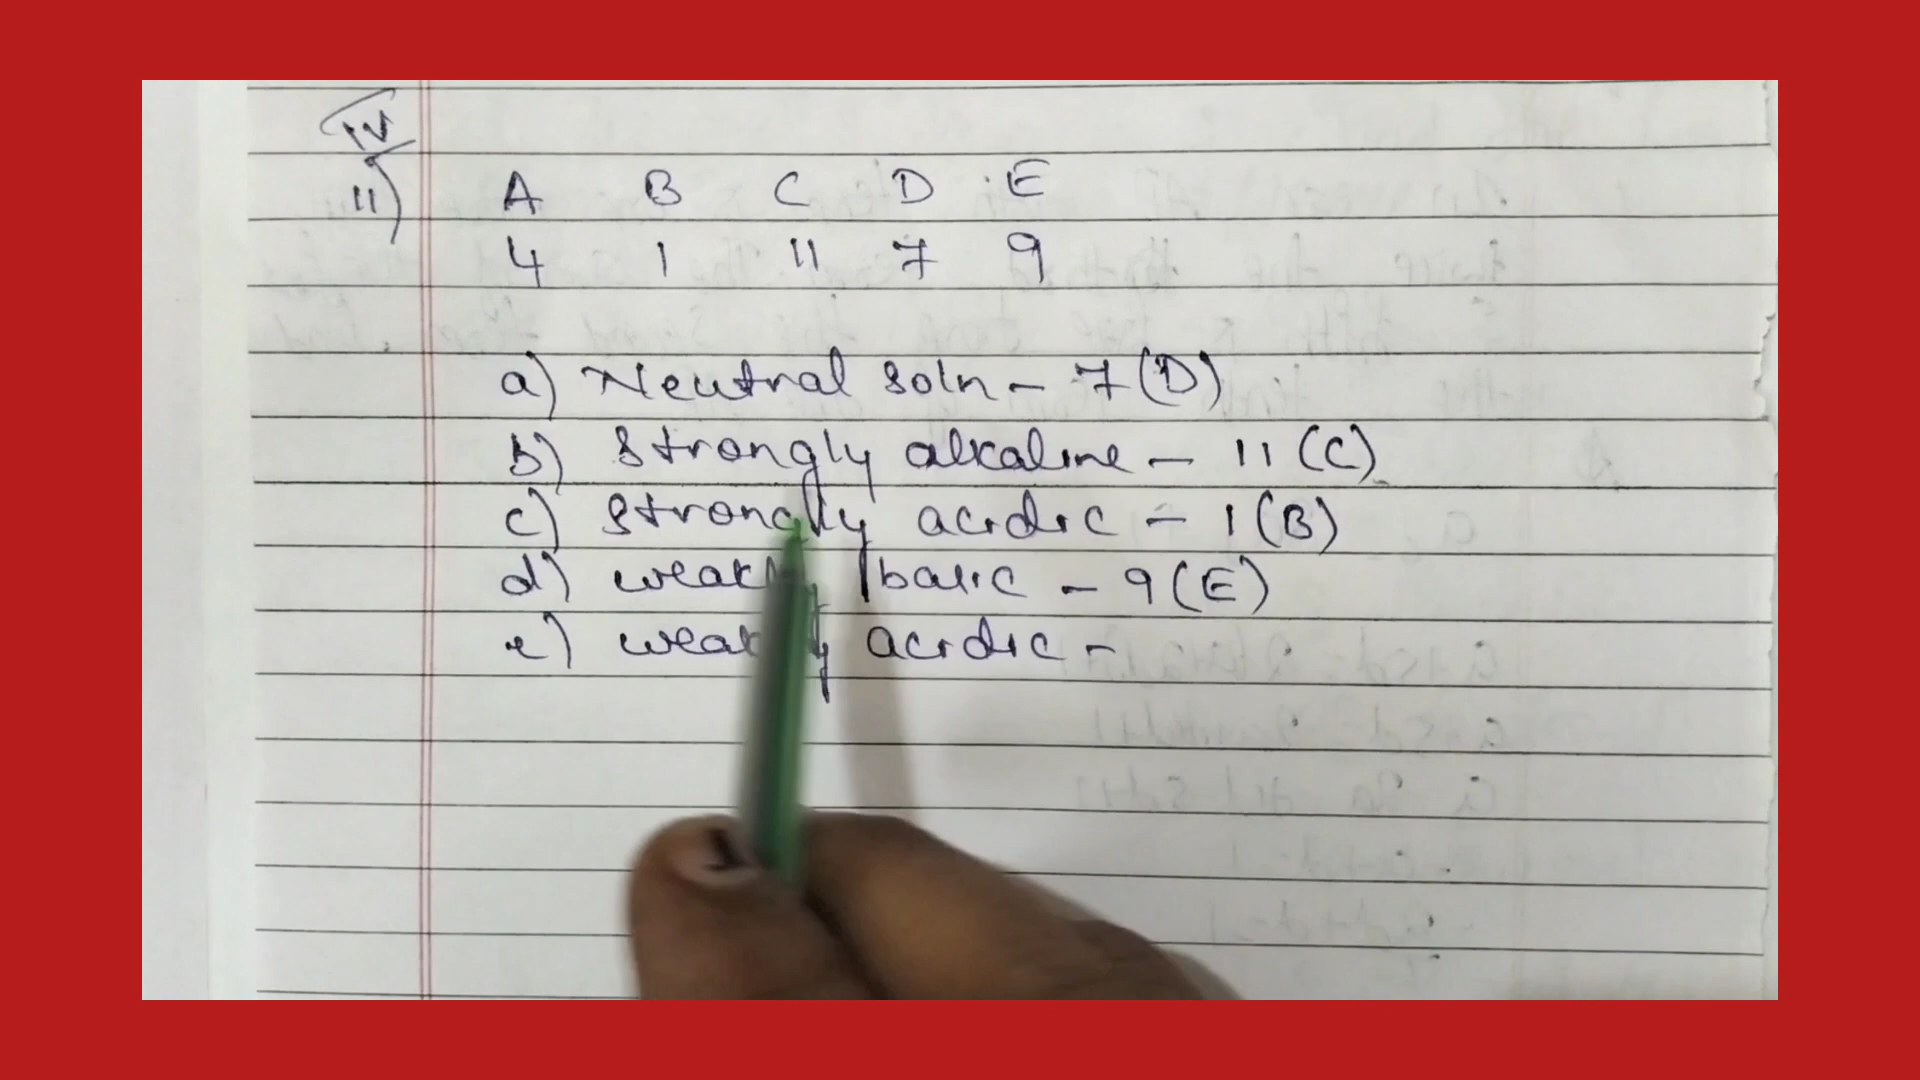 IV
11) A B C D E
4 1 11 7 9
a) Neutral soln - 7 (D)
b) Strongly alkaline - 11 (C)
c) Strongly acidic - 1 (B)
d) weakly basic - 9 (E)
e) weakly acidic -